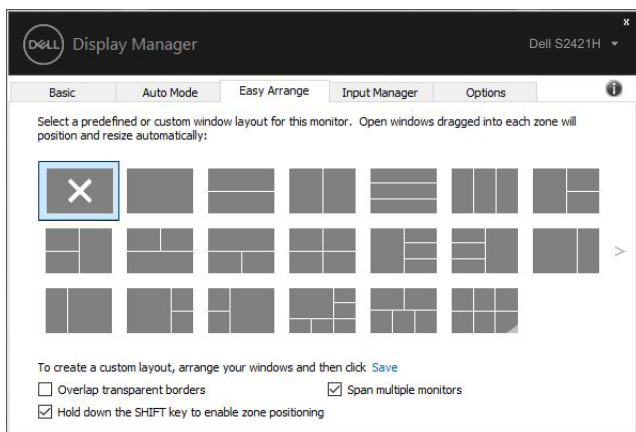 x
DELL Display Manager Dell S2421H
Basic Auto Mode Easy Arrange Input Manager Options i
Select a predefined or custom window layout for this monitor. Open windows dragged into each zone will
position and resize automatically:
>
To create a custom layout, arrange your windows and then click Save
Overlap transparent borders Span multiple monitors
Hold down the SHIFT key to enable zone positioning